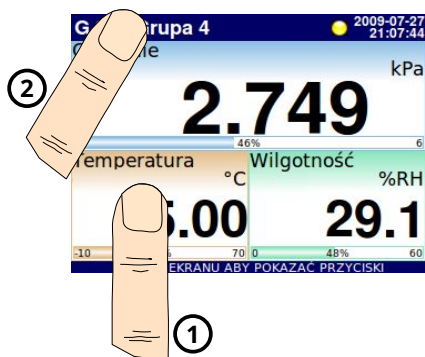 G rupa 4 2009-07-27
21:07:44
ie
kPa
2.749
46% 6
2
Temperatura Wilgotność
°C %RH
.00 29.1
-10 % 70 0 48% 60
EKRANU ABY POKAZAĆ PRZYCISKI
1